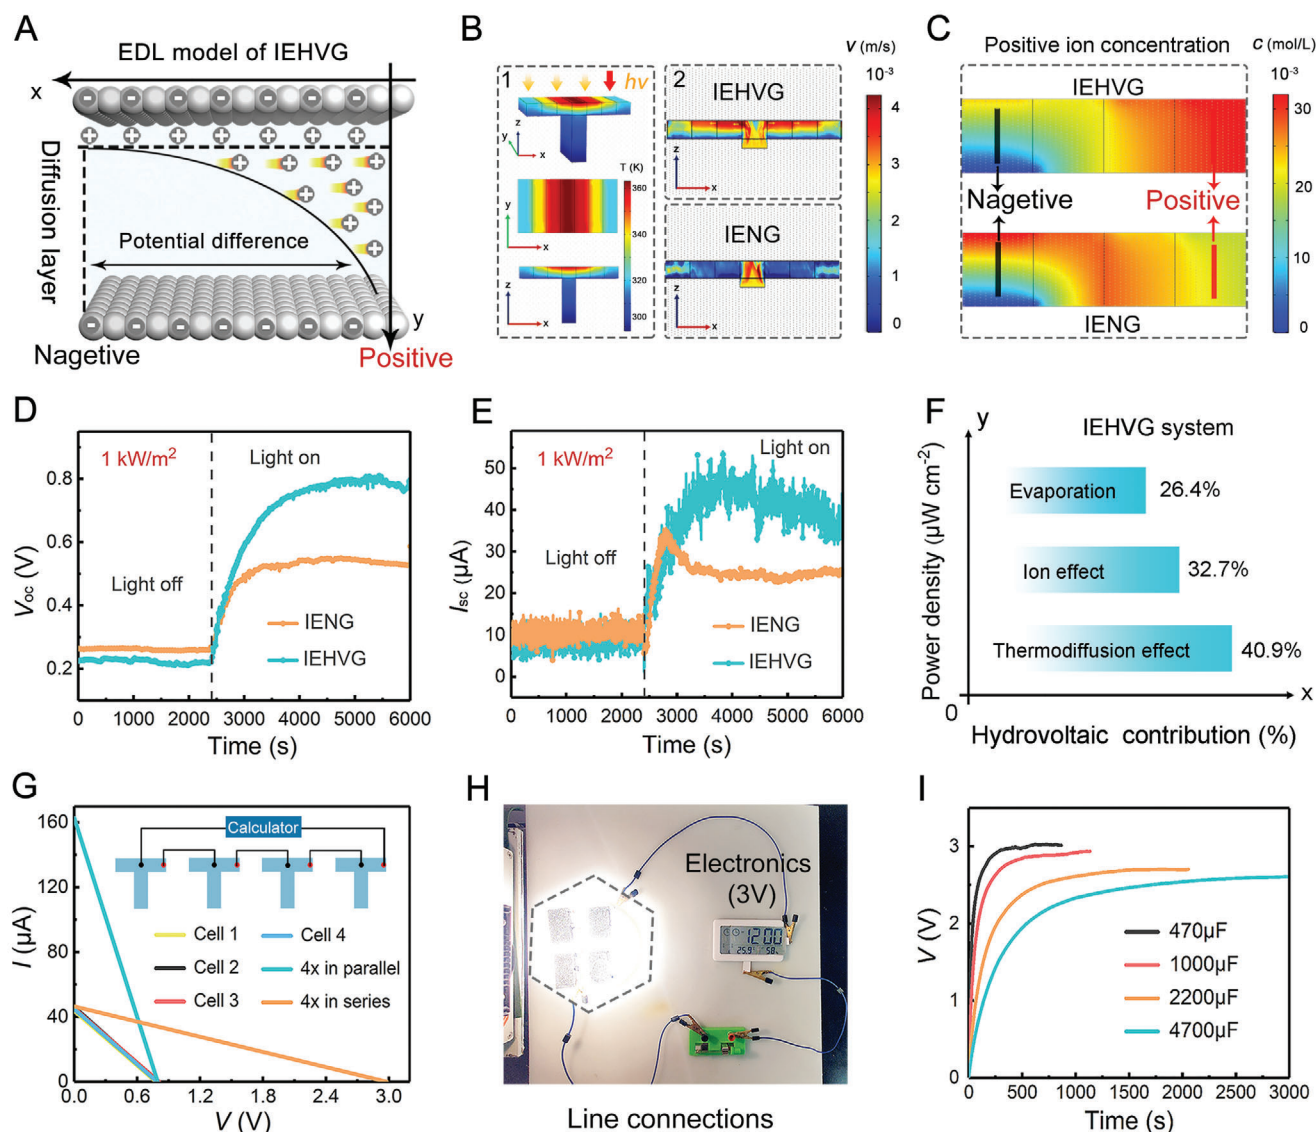 A
EDL model of IEHVG
x
Diffusion layer
Potential difference
y
Nagetive
Positive
B
1
hv
z
y
x
T (K)
360
340
320
300
y
x
z
x
2
IEHVG
z
x
IENG
z
x
V (m/s)
10⁻³
4
3
2
1
0
C
Positive ion concentration
IEHVG
Nagetive
Positive
IENG
C (mol/L)
10⁻³
30
20
10
0
D
1 kW/m²
Light on
Light off
IENG
IEHVG
Voc (V)
0.8
0.6
0.4
0.2
0 1000 2000 3000 4000 5000 6000
Time (s)
E
1 kW/m²
Light on
Light off
IENG
IEHVG
Isc (µA)
50
40
30
20
10
0
0 1000 2000 3000 4000 5000 6000
Time (s)
F
y
IEHVG system
Evaporation 26.4%
Ion effect 32.7%
Thermodiffusion effect 40.9%
Power density (µW cm⁻²)
x
0
Hydrovoltaic contribution (%)
G
Calculator
Cell 1
Cell 2
Cell 3
Cell 4
4x in parallel
4x in series
I (µA)
160
120
80
40
0
0.0 0.6 1.2 1.8 2.4 3.0
V (V)
H
Electronics
(3V)
1200
Line connections
I
V (V)
3
2
1
0
470µF
1000µF
2200µF
4700µF
0 500 1000 1500 2000 2500 3000
Time (s)